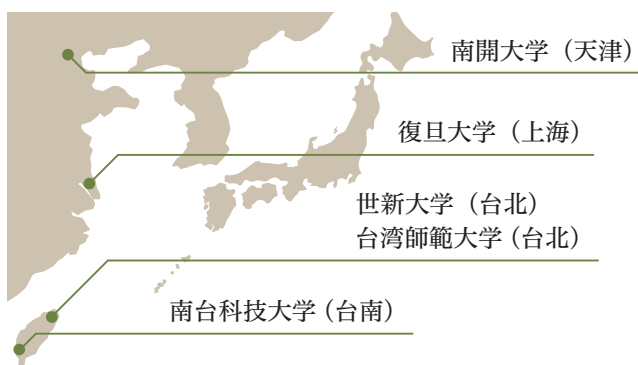 南開大学（天津）
復旦大学（上海）
世新大学（台北）
台湾師範大学（台北）
南台科技大学（台南）